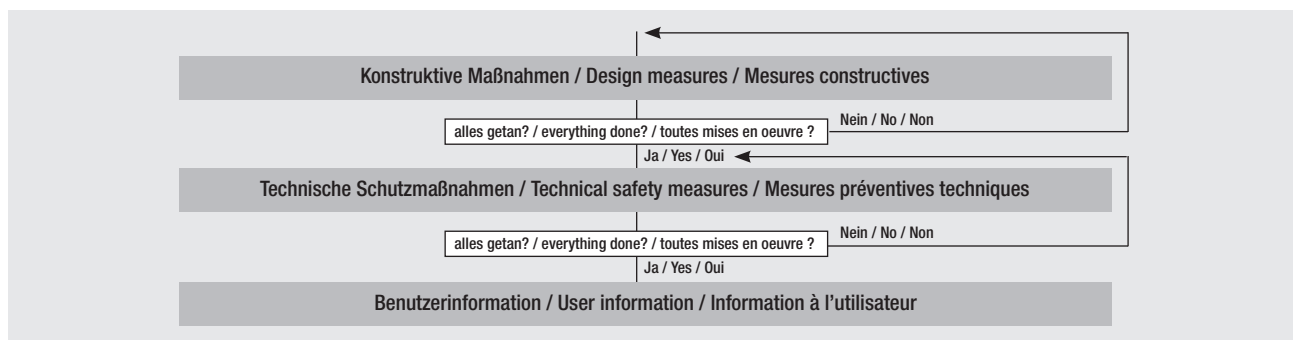 Konstruktive Maßnahmen / Design measures / Mesures constructives
alles getan? / everything done? / toutes mises en oeuvre ?
Nein / No / Non
Ja / Yes / Oui
Technische Schutzmaßnahmen / Technical safety measures / Mesures préventives techniques
alles getan? / everything done? / toutes mises en oeuvre ?
Nein / No / Non
Ja / Yes / Oui
Benutzerinformation / User information / Information à l’utilisateur